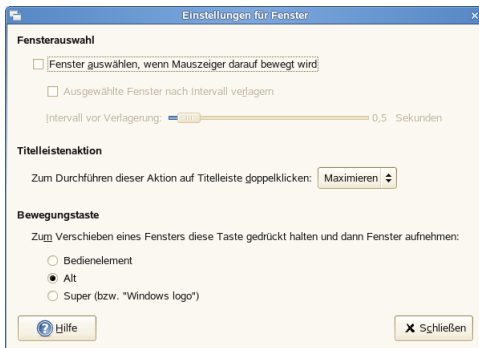 Einstellungen für Fenster
Fensterauswahl
Fenster auswählen, wenn Mauszeiger darauf bewegt wird
Ausgewählte Fenster nach Intervall verlagern
Intervall vor Verlagerung: 0,5 Sekunden
Titelleistenaktion
Zum Durchführen dieser Aktion auf Titelleiste doppelklicken: Maximieren
Bewegungstaste
Zum Verschieben eines Fensters diese Taste gedrückt halten und dann Fenster aufnehmen:
Bedienelement
Alt
Super (bzw. "Windows logo")
Hilfe Schließen